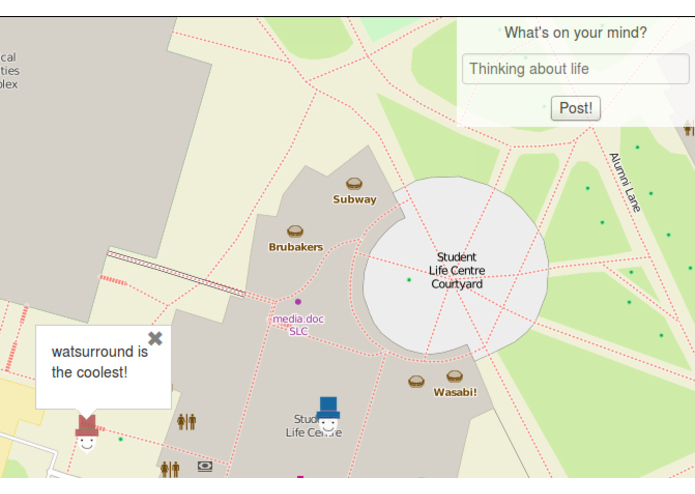 cal
ties
plex
What's on your mind?
Thinking about life
Post!
Alumni Lane
Subway
Brubakers
Student
Life Centre
Courtyard
media.doc
SLC
watsurround is
the coolest!
Wasabi!
Life Centre